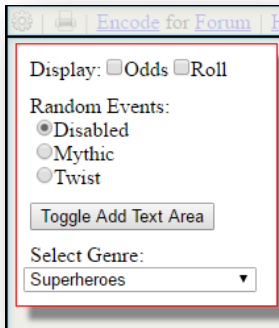 | | Encode for Forum |
Display: Odds Roll
Random Events:
Disabled
Mythic
Twist
Toggle Add Text Area
Select Genre:
Superheroes